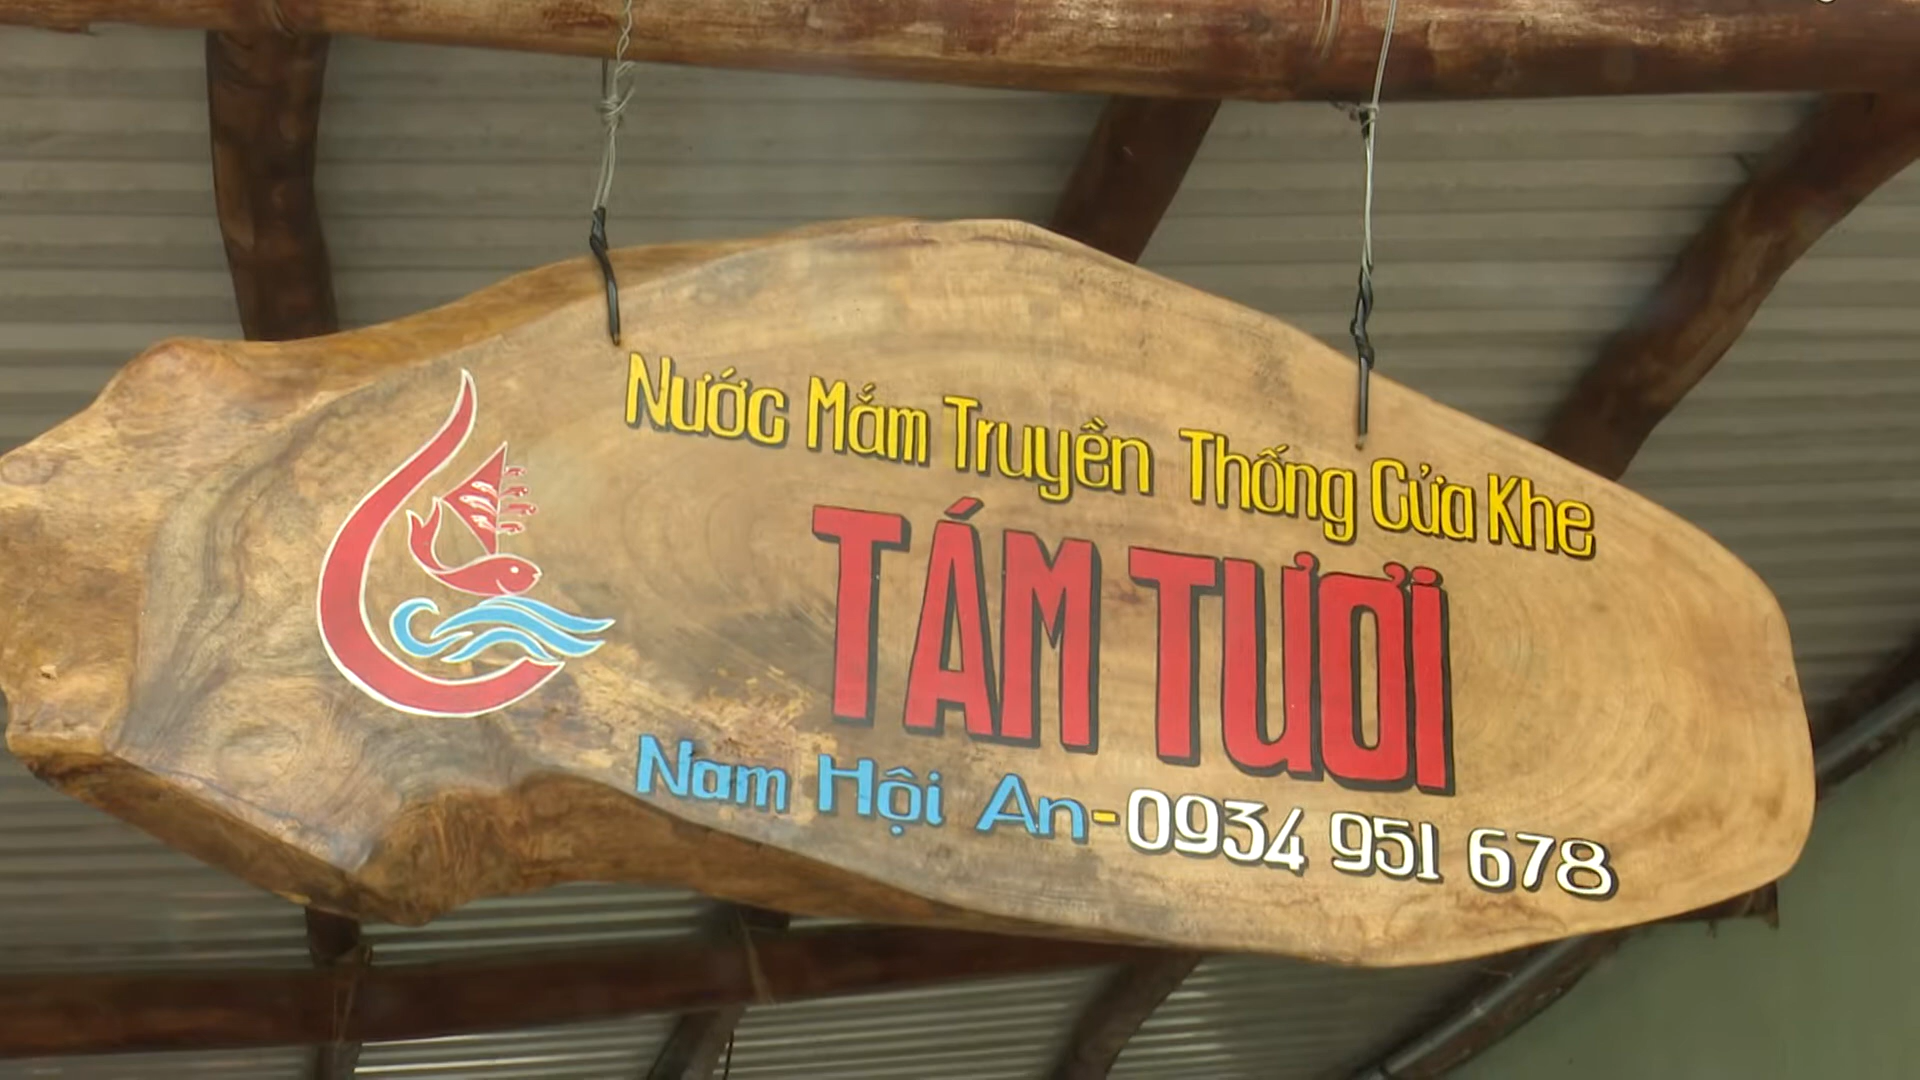 Nước Mắm Truyền Thống Cửa Khe
TÁM TƯƠI
Nam Hội An-0934 951 678